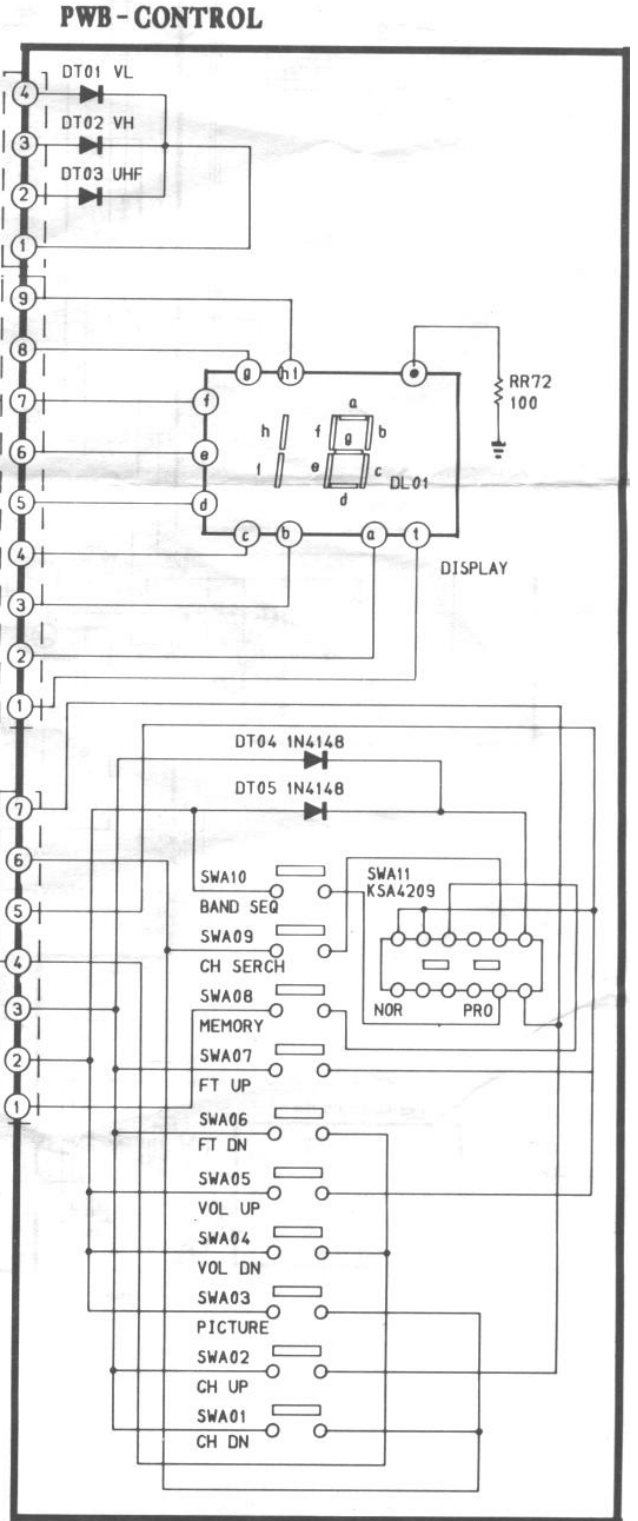 PWB-CONTROL
DT01 VL
4
DT02 VH
3
DT03 UHF
2
1
9
8
g
h1
7
f
a
RR72
100
h
f
g
b
6
e
i
e
c
DL01
5
d
d
4
c
b
a
t
DISPLAY
3
2
1
DT04 1N4148
DT05 1N4148
7
6
SWA10
SWA11
KSA4209
BAND SEQ
5
SWA09
CH SERCH
4
SWA08
MEMORY
NOR
PRO
3
SWA07
FT UP
2
1
SWA06
FT DN
SWA05
VOL UP
SWA04
VOL DN
SWA03
PICTURE
SWA02
CH UP
SWA01
CH DN